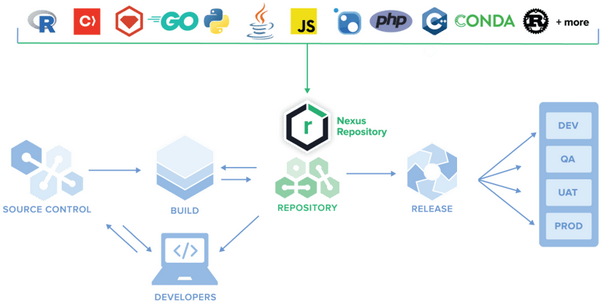 R
GO
JS
php
C++
CONDA
R
+ more
r
Nexus
Repository
SOURCE CONTROL
BUILD
REPOSITORY
RELEASE
DEV
QA
UAT
PROD
</>
DEVELOPERS